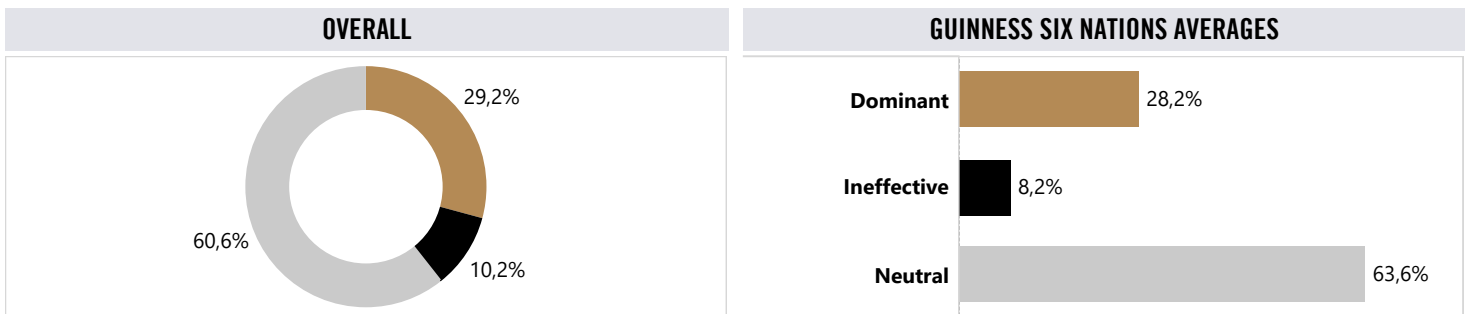 OVERALL
29,2%
60,6%
10,2%
GUINNESS SIX NATIONS AVERAGES
Dominant 28,2%
Ineffective 8,2%
Neutral 63,6%